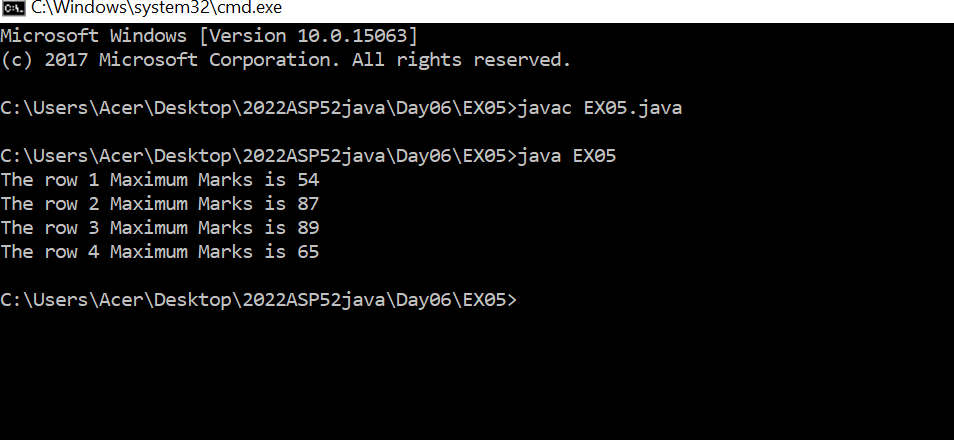 C:\Windows\system32\cmd.exe
Microsoft Windows [Version 10.0.15063]
(c) 2017 Microsoft Corporation. All rights reserved.
C:\Users\Acer\Desktop\2022ASP52java\Day06\EX05>javac EX05.java
C:\Users\Acer\Desktop\2022ASP52java\Day06\EX05>java EX05
The row 1 Maximum Marks is 54
The row 2 Maximum Marks is 87
The row 3 Maximum Marks is 89
The row 4 Maximum Marks is 65
C:\Users\Acer\Desktop\2022ASP52java\Day06\EX05>